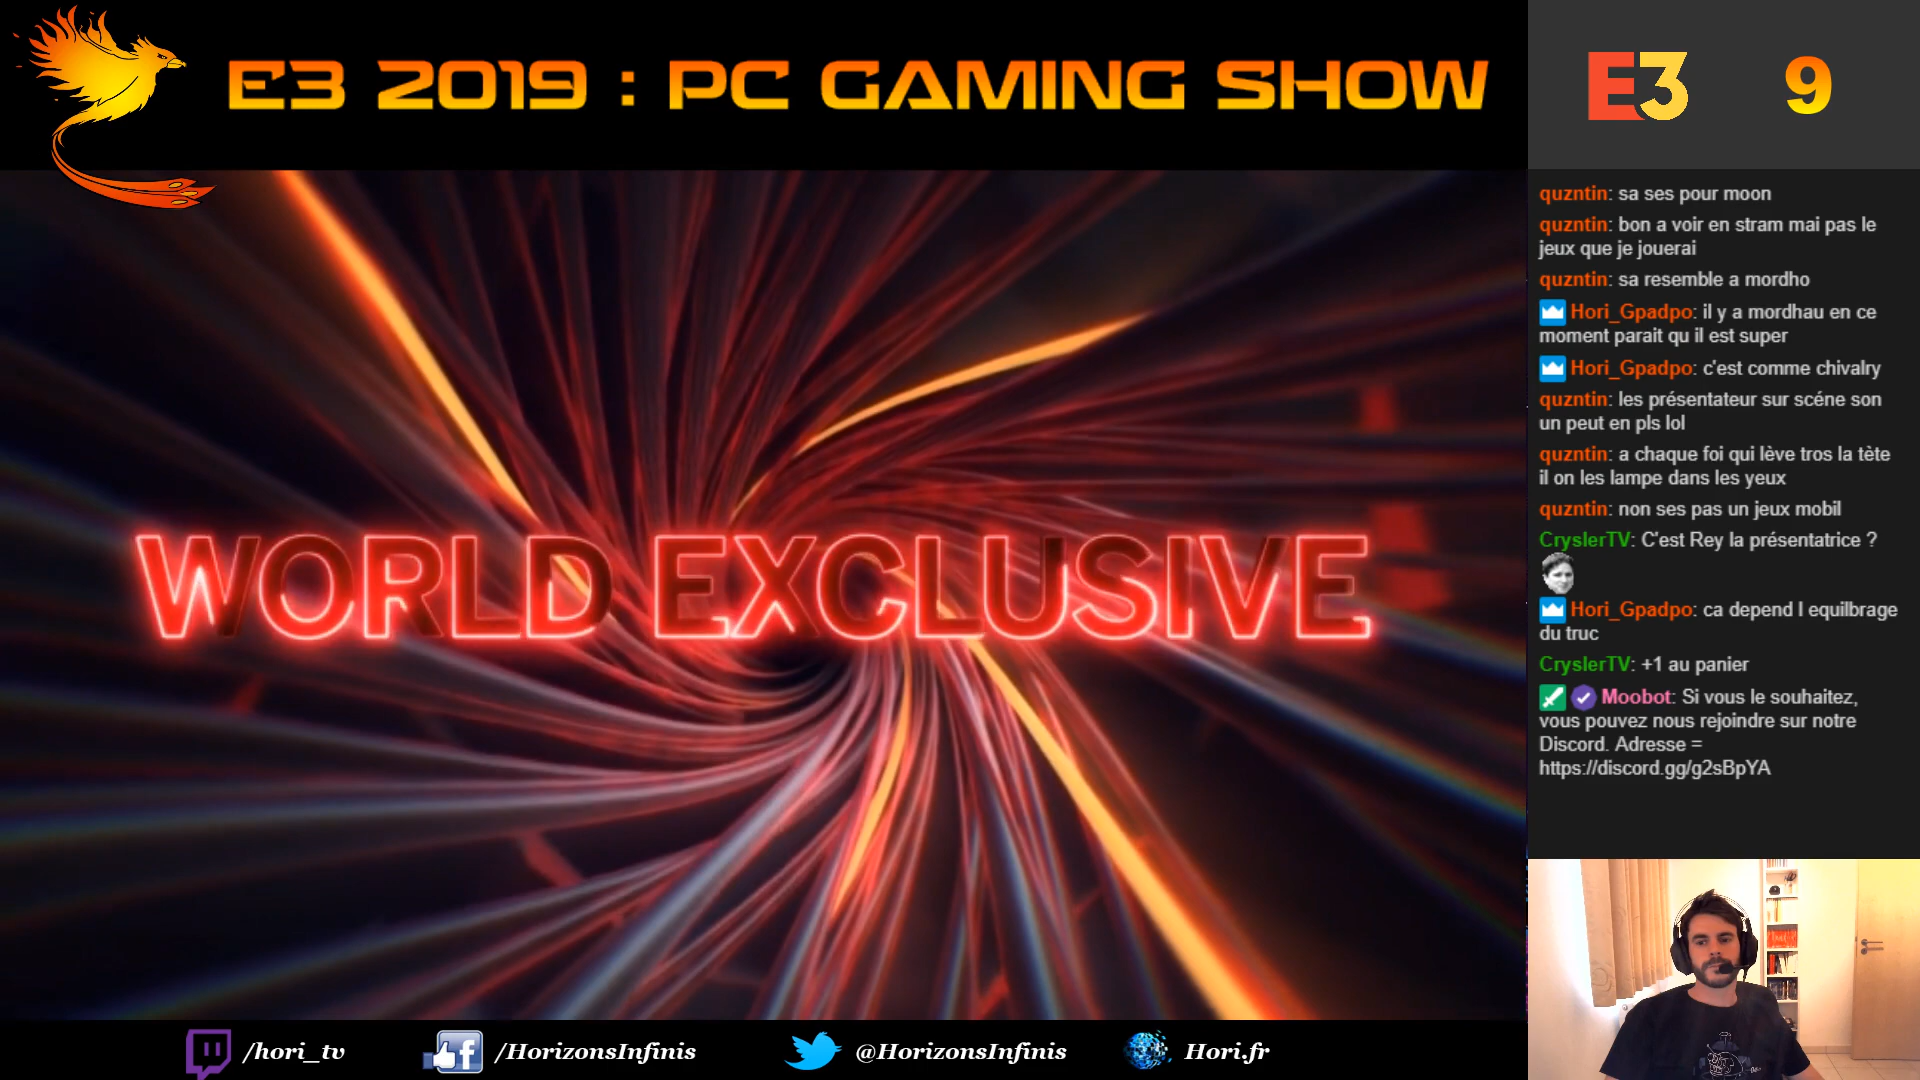 E3 2019 : PC GAMING SHOW
E3
9
WORLD EXCLUSIVE
quzntin: sa ses pour moon
quzntin: bon a voir en stram mai pas le
jeux que je jouerai
quzntin: sa resemble a mordho
Hori_Gpadpo: il y a mordhau en ce
moment parait qu il est super
Hori_Gpadpo: c'est comme chivalry
quzntin: les présentateur sur scéne son
un peut en pls lol
quzntin: a chaque foi qui lève tros la tète
il on les lampe dans les yeux
quzntin: non ses pas un jeux mobil
CryslerTV: C'est Rey la présentatrice ?
Hori_Gpadpo: ca depend l equilbrage
du truc
CryslerTV: +1 au panier
Moobot: Si vous le souhaitez,
vous pouvez nous rejoindre sur notre
Discord. Adresse =
https://discord.gg/g2sBpYA
/hori_tv
/HorizonsInfinis
@HorizonsInfinis
Hori.fr